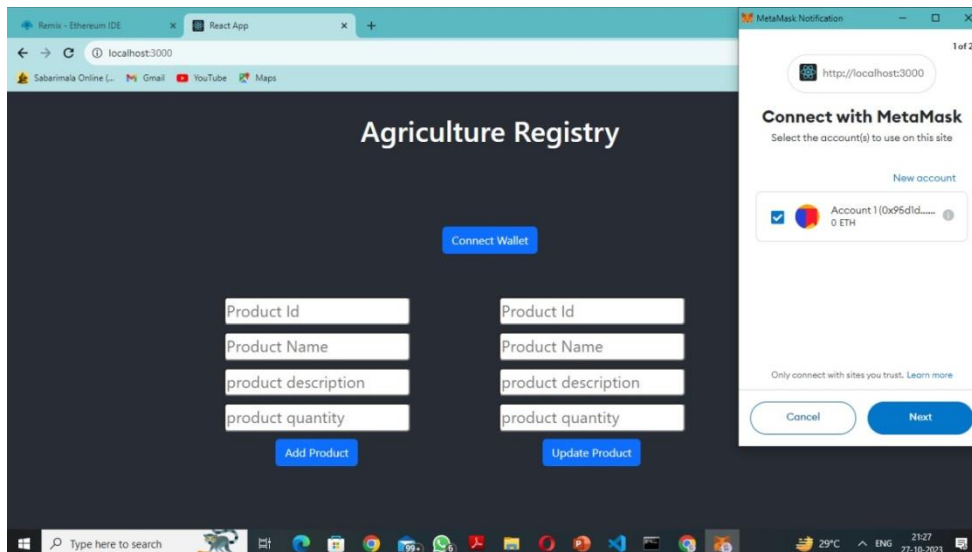 Remix - Ethereum IDE
React App
localhost:3000
Sabarimala Online (...
Gmail
YouTube
Maps
Agriculture Registry
Connect Wallet
Product Id
Product Name
product description
product quantity
Add Product
Product Id
Product Name
product description
product quantity
Update Product
MetaMask Notification
1 of 2
http://localhost:3000
Connect with MetaMask
Select the account(s) to use on this site
New account
Account 1 (0x95d1d......
0 ETH
Only connect with sites you trust. Learn more
Cancel
Next
Type here to search
99+
29°C
ENG
21:27
27-10-2023